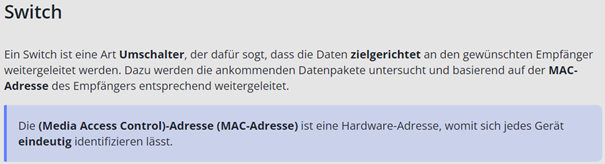 Switch
Ein Switch ist eine Art Umschalter, der dafür sogt, dass die Daten zielgerichtet an den gewünschten Empfänger
weitergeleitet werden. Dazu werden die ankommenden Datenpakete untersucht und basierend auf der MAC-
Adresse des Empfängers entsprechend weitergeleitet.
Die (Media Access Control)-Adresse (MAC-Adresse) ist eine Hardware-Adresse, womit sich jedes Gerät
eindeutig identifizieren lässt.